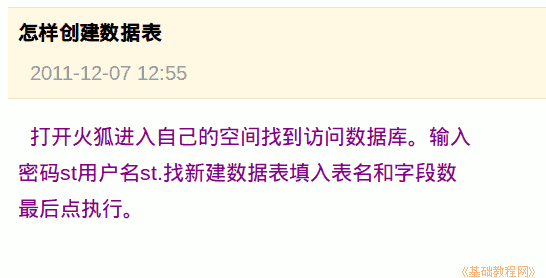 怎样创建数据表
2011-12-07 12:55
打开火狐进入自己的空间找到访问数据库。输入
密码st用户名st.找新建数据表填入表名和字段数
最后点执行。
《基础教程网》